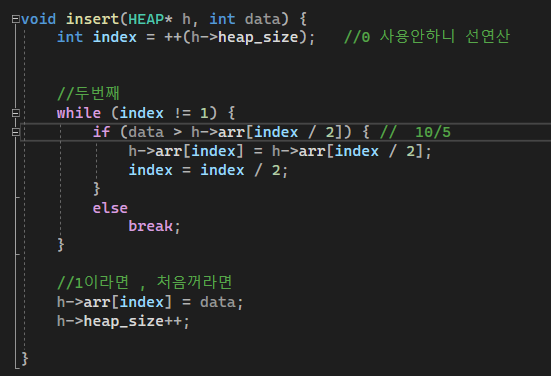 void insert(HEAP* h, int data) {
    int index = ++(h->heap_size);   //0 사용안하니 선연산
    //두번째
    while (index != 1) {
        if (data > h->arr[index / 2]) { //  10/5
            h->arr[index] = h->arr[index / 2];
            index = index / 2;
        }
        else
            break;
    }
    //1이라면 , 처음꺼라면
    h->arr[index] = data;
    h->heap_size++;
}